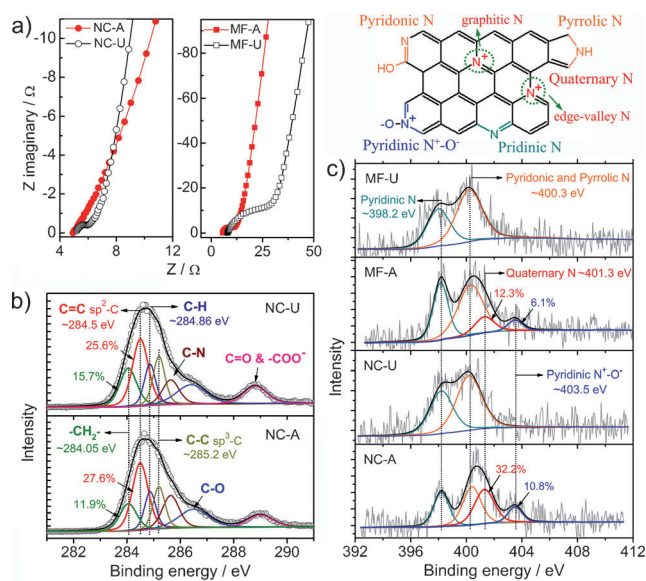 a)
NC-A
NC-U
Z imaginary / Ω
-10
-8
-6
-4
-2
0
4
8
12
MF-A
MF-U
-80
-60
-40
-20
0
0
25
50
Z / Ω
Pyridonic N
graphitic N
Pyrrolic N
N
HO
N
+
NH
Quaternary N
N
+
edge-valley N
-O-N
+
N
Pyridinic N⁺-O⁻
Pridinic N
b)
NC-U
C=C sp²-C
~284.5 eV
C-H
~284.86 eV
25.6%
C-N
C=O & -COO⁻
15.7%
NC-A
-CH₂-
~284.05 eV
C-C sp³-C
~285.2 eV
27.6%
11.9%
C-O
Intensity
282
284
286
288
290
Binding energy / eV
c)
MF-U
Pyridinic N
~398.2 eV
Pyridonic and Pyrrolic N
~400.3 eV
MF-A
Quaternary N ~401.3 eV
12.3%
6.1%
NC-U
Pyridinic N⁺-O⁻
~403.5 eV
NC-A
32.2%
10.8%
Intensity
392
396
400
404
408
412
Binding energy / eV